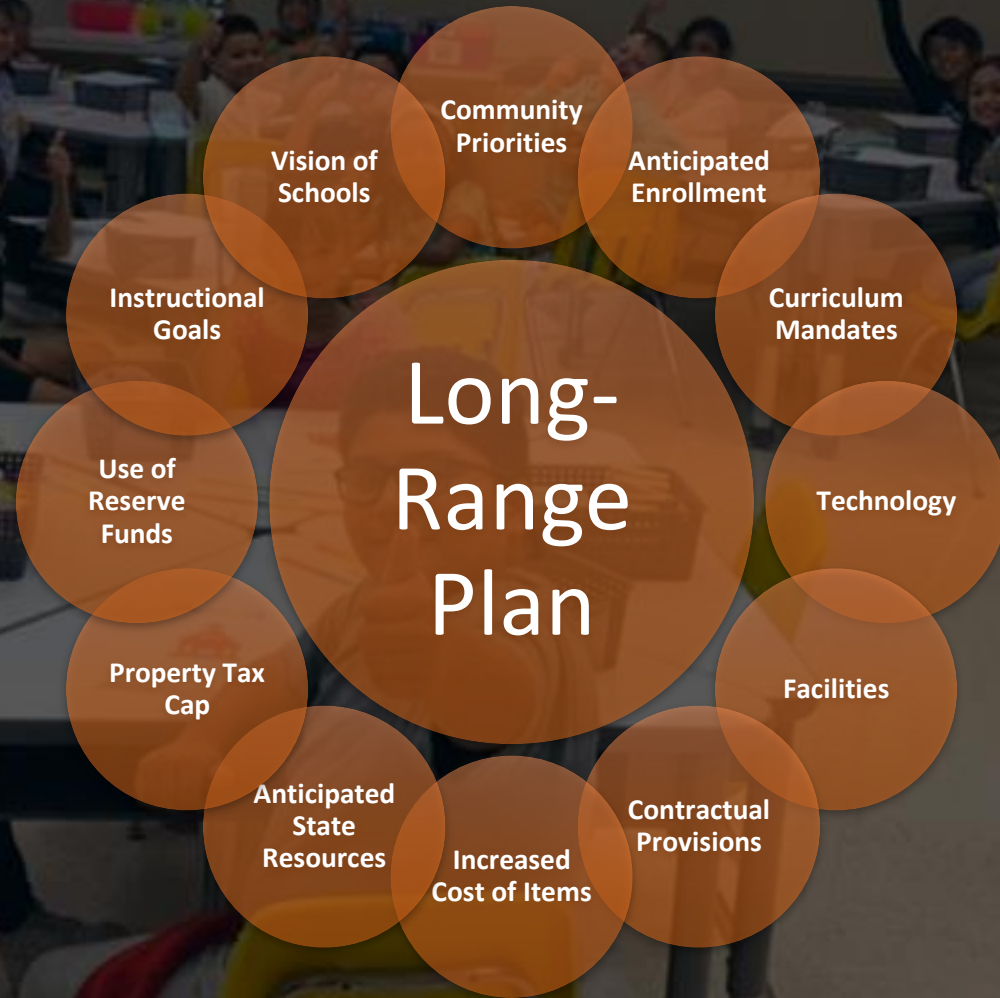 Community
Priorities
Anticipated
Enrollment
Curriculum
Mandates
Technology
Facilities
Contractual
Provisions
Increased
Cost of Items
Anticipated
State
Resources
Property Tax
Cap
Use of
Reserve
Funds
Instructional
Goals
Vision of
Schools
Long-
Range
Plan